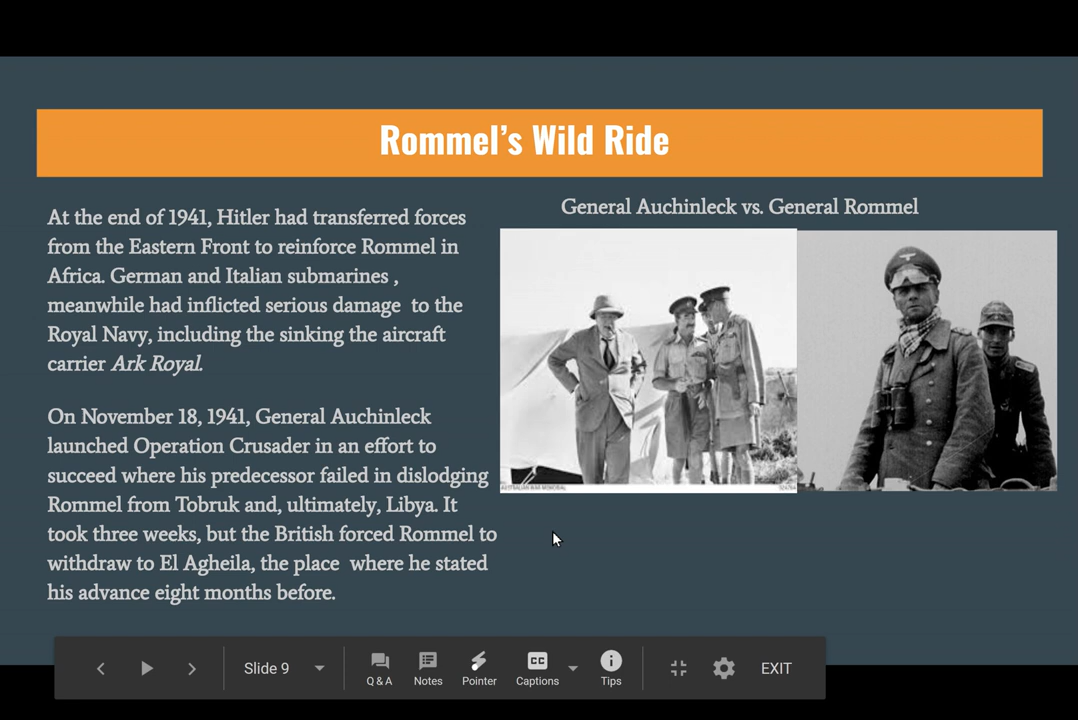 Rommel's Wild Ride
At the end of 1941, Hitler had transferred forces
from the Eastern Front to reinforce Rommel in
Africa. German and Italian submarines ,
meanwhile had inflicted serious damage  to the
Royal Navy, including the sinking the aircraft
carrier Ark Royal.
On November 18, 1941, General Auchinleck
launched Operation Crusader in an effort to
succeed where his predecessor failed in dislodging
Rommel from Tobruk and, ultimately, Libya. It
took three weeks, but the British forced Rommel to
withdraw to El Agheila, the place  where he stated
his advance eight months before.
General Auchinleck vs. General Rommel
AUSTRALIAN WAR MEMORIAL
Slide 9
Q & A
Notes
Pointer
CC
Captions
Tips
EXIT